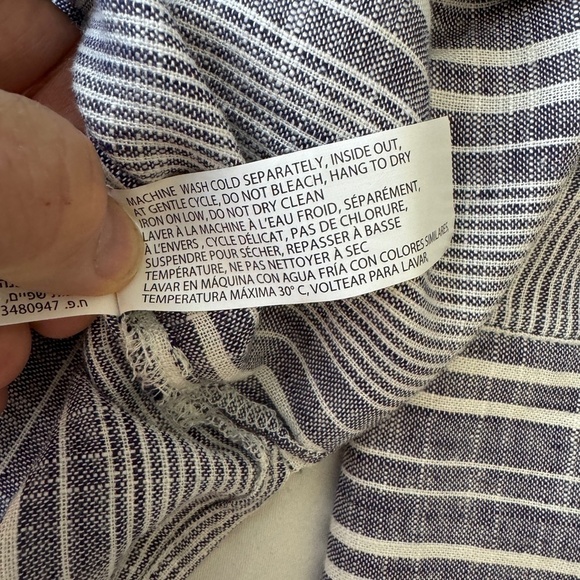 MACHINE WASH COLD SEPARATELY, INSIDE OUT,
AT GENTLE CYCLE, DO NOT BLEACH, HANG TO DRY
IRON ON LOW, DO NOT DRY CLEAN
LAVER À LA MACHINE À L'EAU FROID, SÉPARÉMENT,
À L'ENVERS , CYCLE DÉLICAT, PAS DE CHLORURE,
SUSPENDRE POUR SÉCHER, REPASSER À BASSE
TEMPÉRATURE, NE PAS NETTOYER À SEC
LAVAR EN MÁQUINA CON AGUA FRÍA CON COLORES SIMILARES,
TEMPERATURA MÁXIMA 30° C, VOLTEAR PARA LAVAR
ח.פ. 3480947